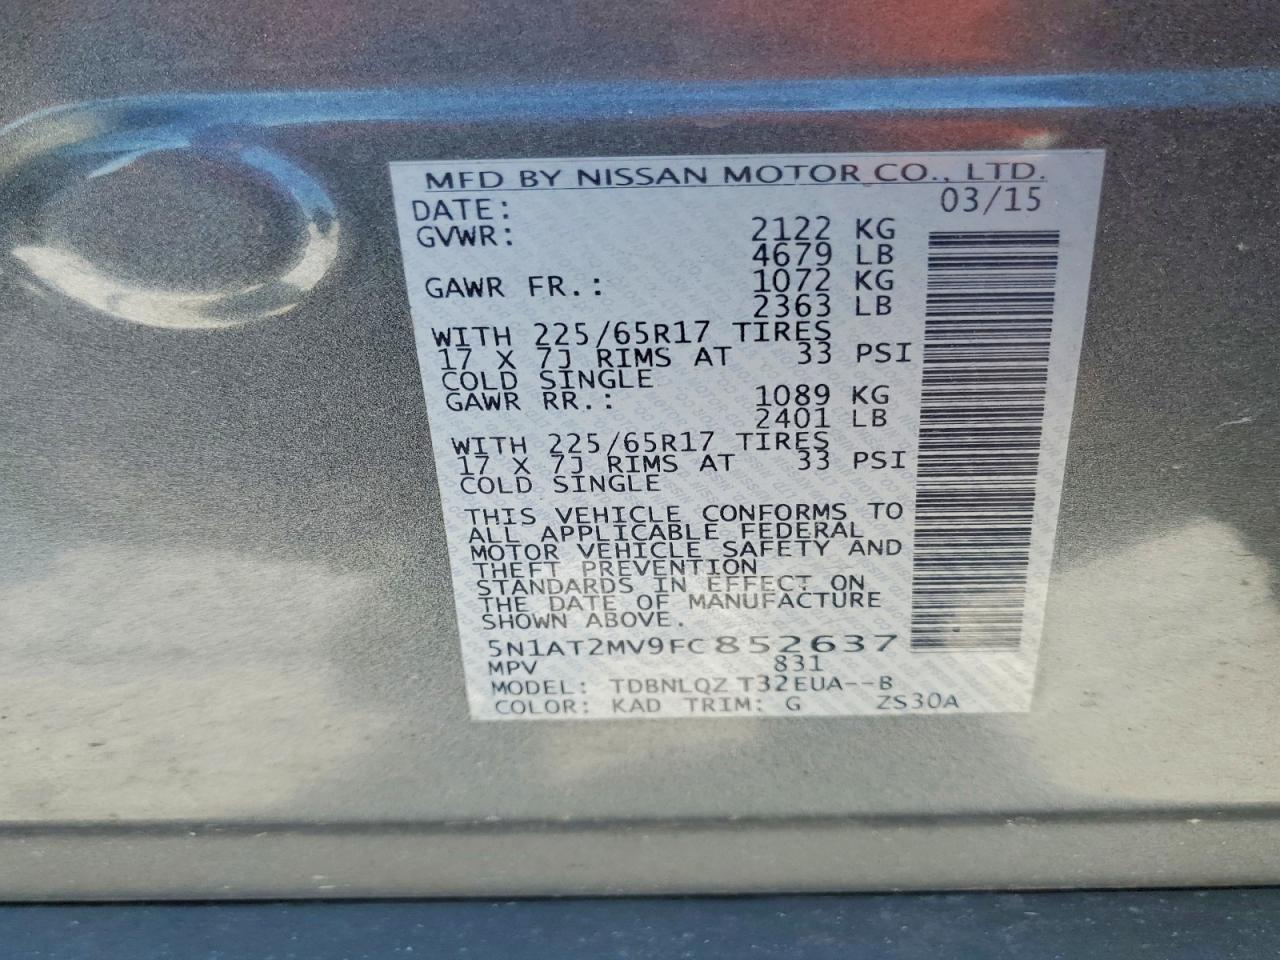 MFD BY NISSAN MOTOR CO., LTD.
DATE: 03/15
GVWR: 2122 KG
4679 LB
GAWR FR.: 1072 KG
2363 LB
WITH 225/65R17 TIRES
17 X 7J RIMS AT 33 PSI
COLD SINGLE
GAWR RR.: 1089 KG
2401 LB
WITH 225/65R17 TIRES
17 X 7J RIMS AT 33 PSI
COLD SINGLE
THIS VEHICLE CONFORMS TO
ALL APPLICABLE FEDERAL
MOTOR VEHICLE SAFETY AND
THEFT PREVENTION
STANDARDS IN EFFECT ON
THE DATE OF MANUFACTURE
SHOWN ABOVE.
5N1AT2MV9FC852637
MPV 831
MODEL: TDBNLQZ T32EUA--B
COLOR: KAD TRIM: G ZS30A